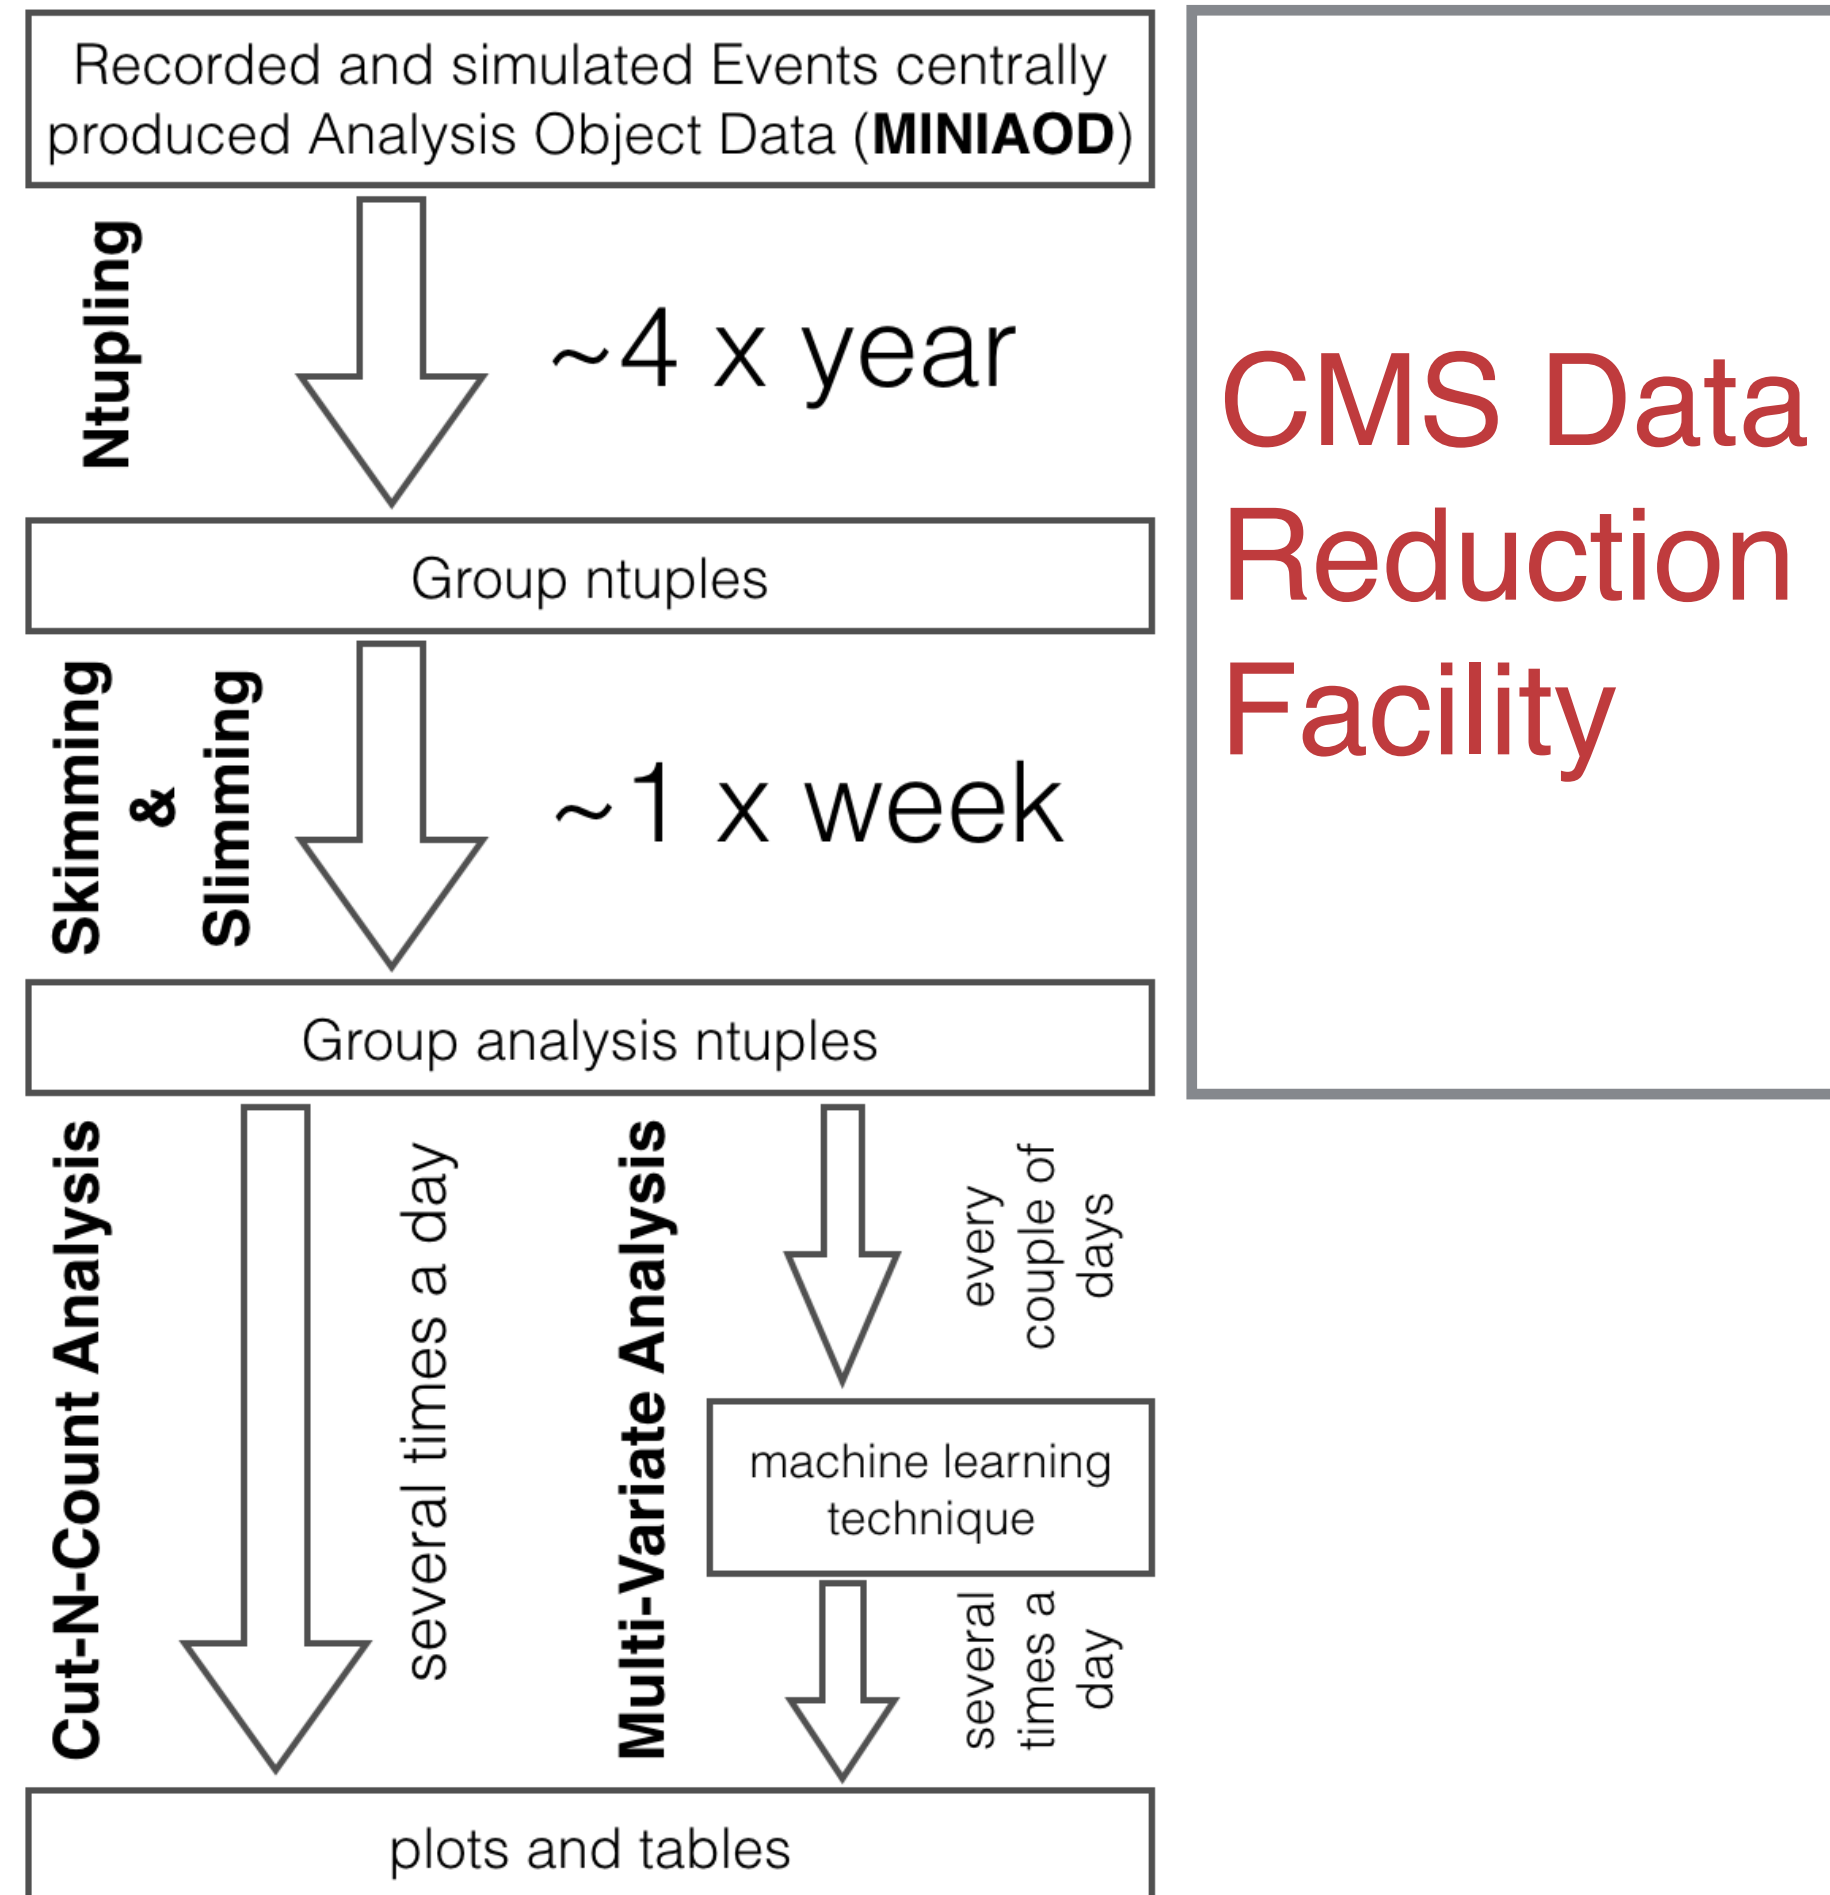 Recorded and simulated Events centrally
produced Analysis Object Data (MINIAOD)
Ntupling
~4 x year
CMS Data
Reduction
Facility
Group ntuples
Skimming
&
Slimming
~1 x week
Group analysis ntuples
Cut-N-Count Analysis
several times a day
Multi-Variate Analysis
every
couple of
days
machine learning
technique
several
times a
day
plots and tables